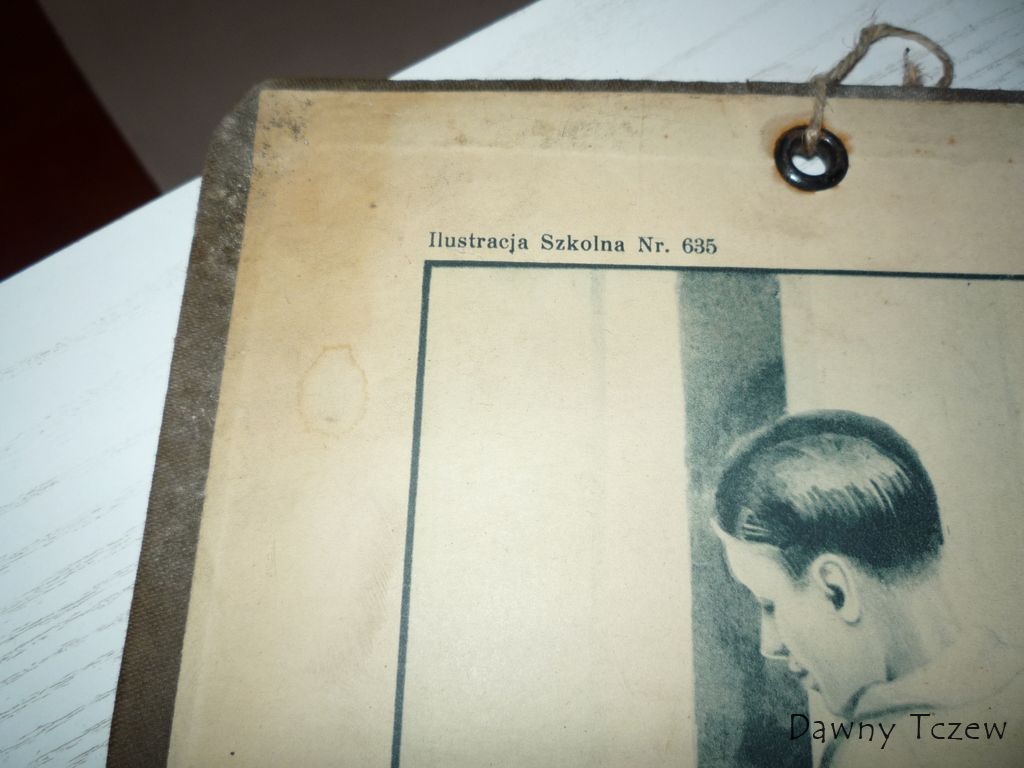 Ilustracja Szkolna Nr. 635
Dawny Tczew